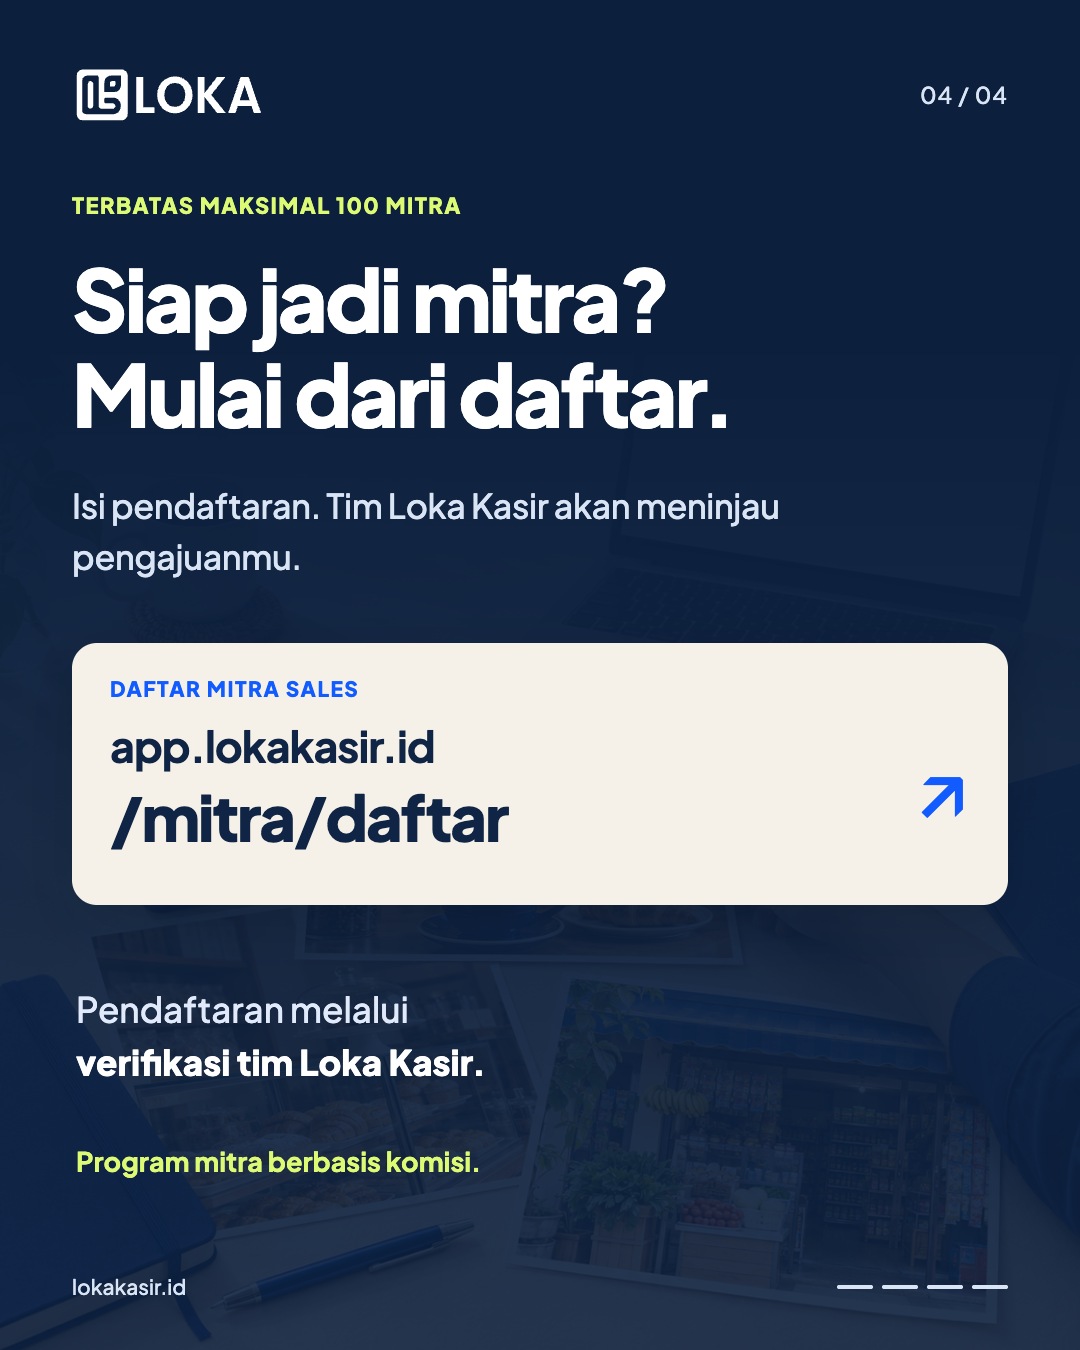 LOKA
04 / 04
TERBATAS MAKSIMAL 100 MITRA
Siap jadi mitra?
Mulai dari daftar.
Isi pendaftaran. Tim Loka Kasir akan meninjau
pengajuanmu.
DAFTAR MITRA SALES
app.lokakasir.id
/mitra/daftar
Pendaftaran melalui
verifikasi tim Loka Kasir.
Program mitra berbasis komisi.
lokakasir.id